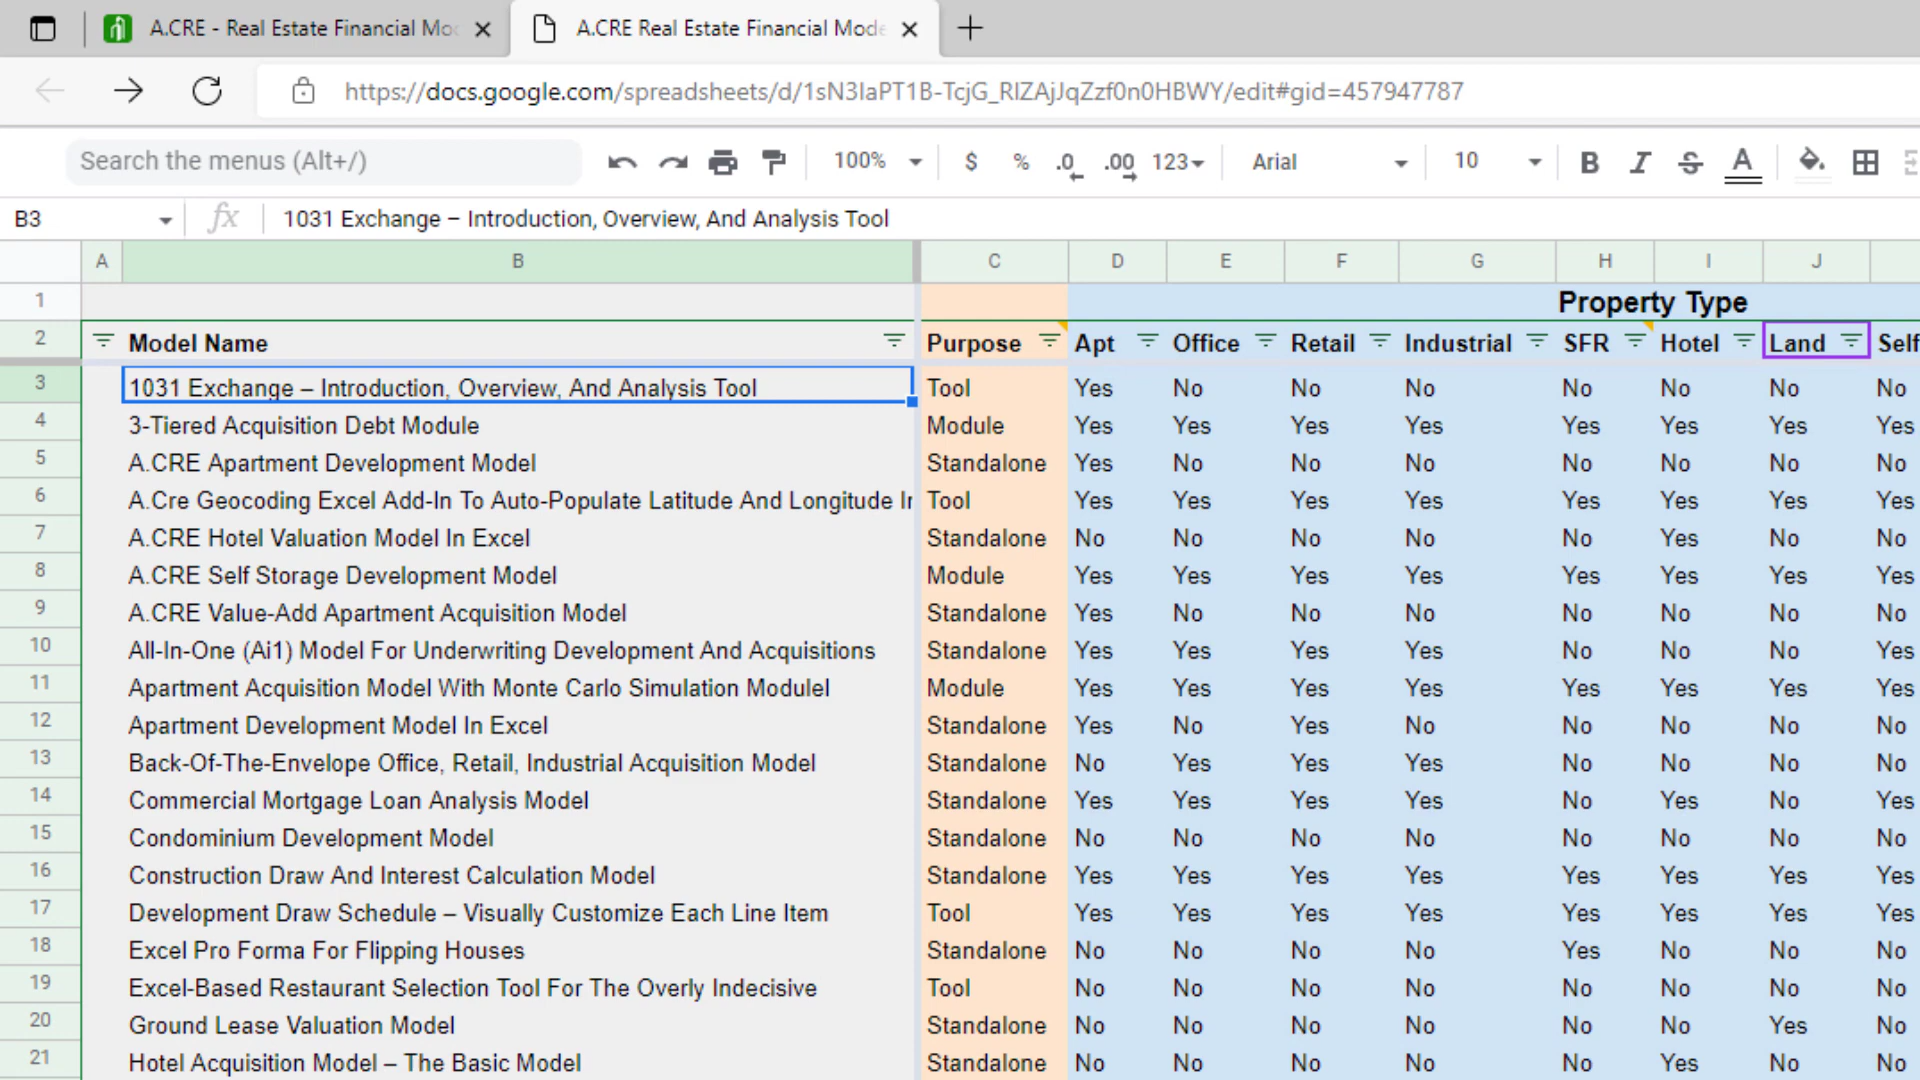 A.CRE - Real Estate Financial Mo
A.CRE Real Estate Financial Mode
https://docs.google.com/spreadsheets/d/1sN3IaPT1B-TcjG_RIZAjJqZzf0n0HBWY/edit#gid=457947787
Search the menus (Alt+/) 100% $ % .0 .00 123 Arial 10 B I S A
B3 fx 1031 Exchange – Introduction, Overview, And Analysis Tool
A B C D E F G H I J
1 Property Type
2 Model Name Purpose Apt Office Retail Industrial SFR Hotel Land Self
3 1031 Exchange – Introduction, Overview, And Analysis Tool Tool Yes No No No No No No No
4 3-Tiered Acquisition Debt Module Module Yes Yes Yes Yes Yes Yes Yes Yes
5 A.CRE Apartment Development Model Standalone Yes No No No No No No No
6 A.Cre Geocoding Excel Add-In To Auto-Populate Latitude And Longitude Ir Tool Yes Yes Yes Yes Yes Yes Yes Yes
7 A.CRE Hotel Valuation Model In Excel Standalone No No No No No Yes No No
8 A.CRE Self Storage Development Model Module Yes Yes Yes Yes Yes Yes Yes Yes
9 A.CRE Value-Add Apartment Acquisition Model Standalone Yes No No No No No No No
10 All-In-One (Ai1) Model For Underwriting Development And Acquisitions Standalone Yes Yes Yes Yes No No No Yes
11 Apartment Acquisition Model With Monte Carlo Simulation Modulel Module Yes Yes Yes Yes Yes Yes Yes Yes
12 Apartment Development Model In Excel Standalone Yes No Yes No No No No No
13 Back-Of-The-Envelope Office, Retail, Industrial Acquisition Model Standalone No Yes Yes Yes No No No No
14 Commercial Mortgage Loan Analysis Model Standalone Yes Yes Yes Yes No Yes No Yes
15 Condominium Development Model Standalone No No No No No No No No
16 Construction Draw And Interest Calculation Model Standalone Yes Yes Yes Yes Yes Yes Yes Yes
17 Development Draw Schedule – Visually Customize Each Line Item Tool Yes Yes Yes Yes Yes Yes Yes Yes
18 Excel Pro Forma For Flipping Houses Standalone No No No No Yes No No No
19 Excel-Based Restaurant Selection Tool For The Overly Indecisive Tool No No No No No No No No
20 Ground Lease Valuation Model Standalone No No No No No No Yes No
21 Hotel Acquisition Model – The Basic Model Standalone No No No No No Yes No No